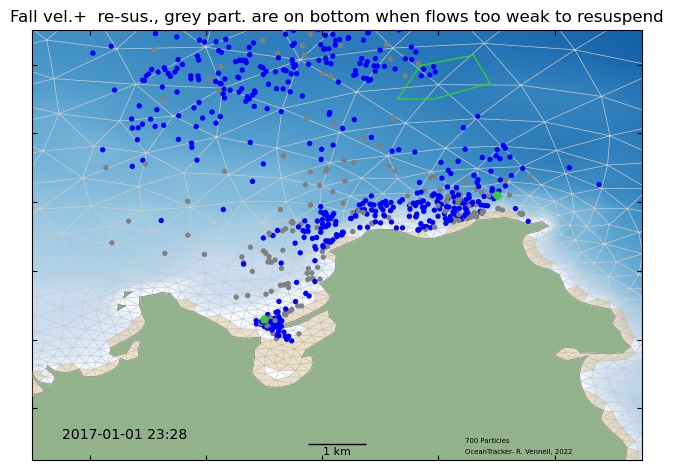 Fall vel.+  re-sus., grey part. are on bottom when flows too weak to resuspend
2017-01-01 23:28
1 km
700 Particles
OceanTracker- R. Vennell, 2022